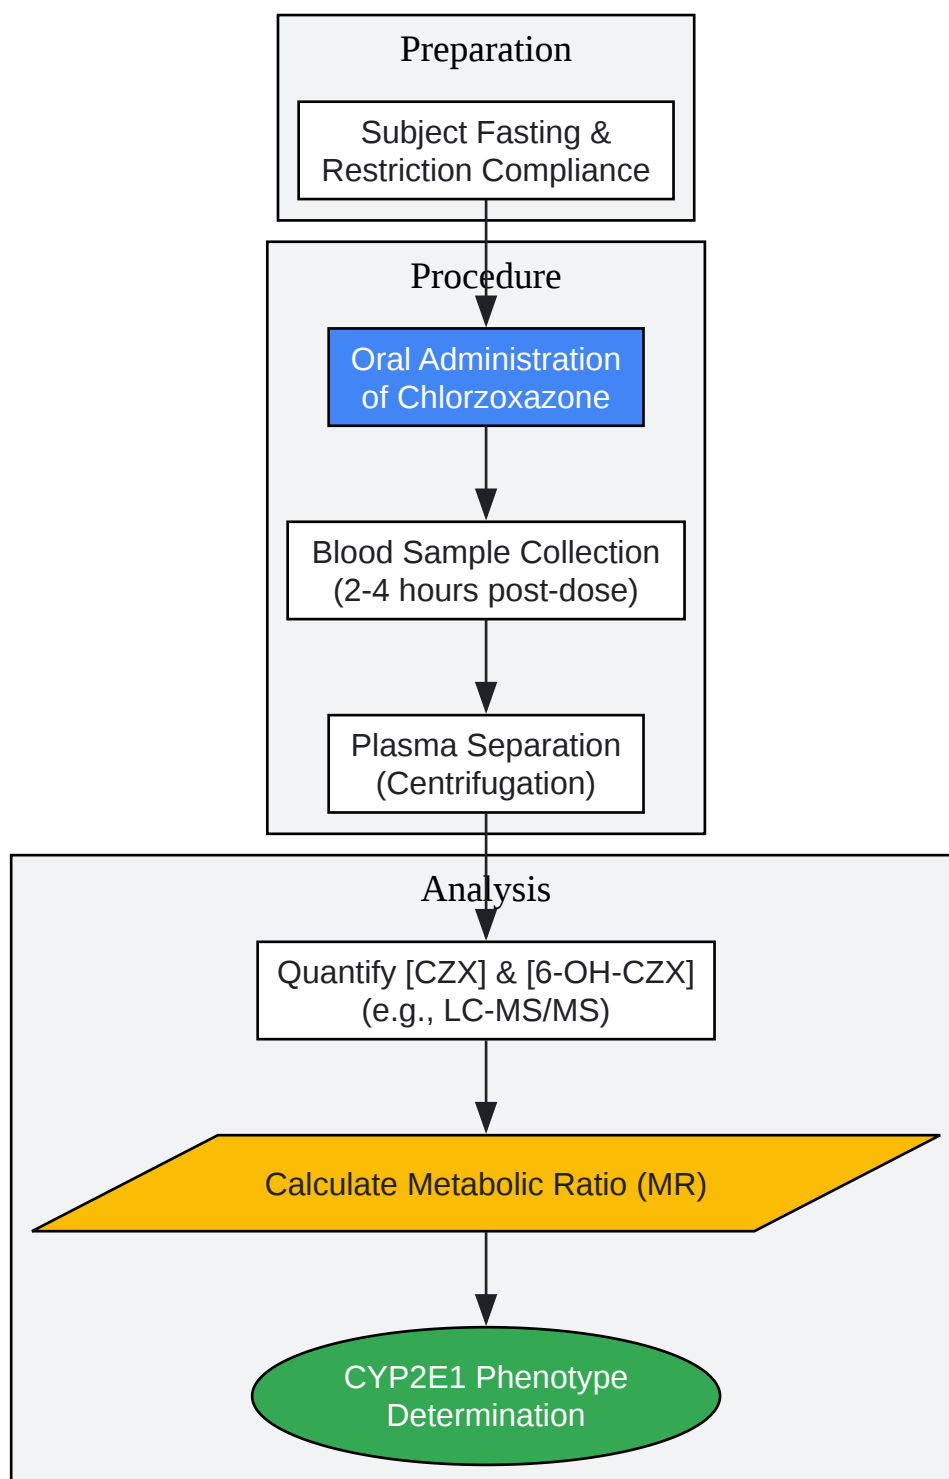 Preparation
Subject Fasting &
Restriction Compliance
Procedure
Oral Administration
of Chlorzoxazone
Blood Sample Collection
(2-4 hours post-dose)
Plasma Separation
(Centrifugation)
Analysis
Quantify [CZX] & [6-OH-CZX]
(e.g., LC-MS/MS)
Calculate Metabolic Ratio (MR)
CYP2E1 Phenotype
Determination